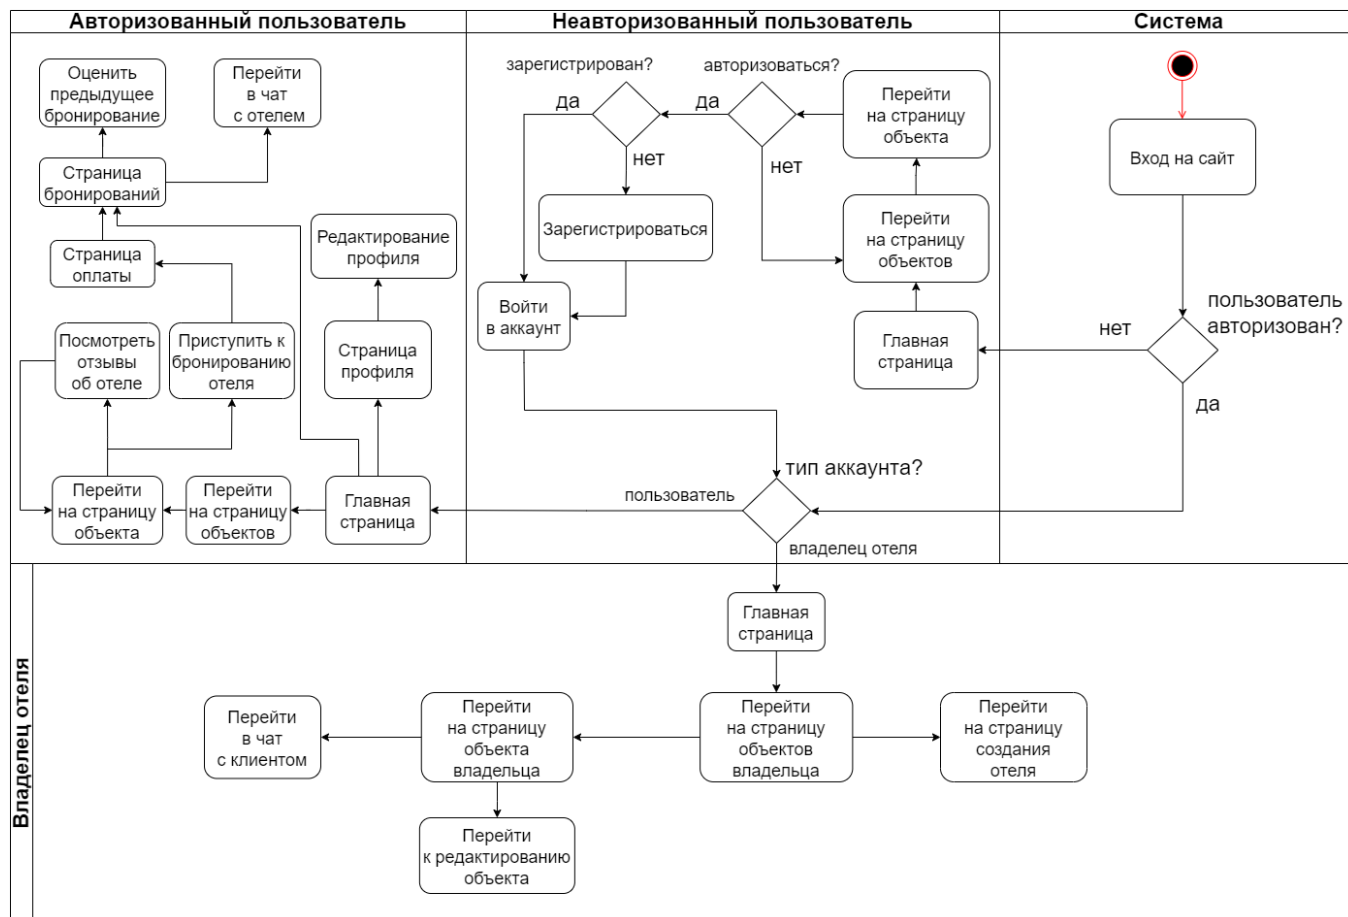 Авторизованный пользователь
Неавторизованный пользователь
Система
Оценить
предыдущее
бронирование
Перейти
в чат
с отелем
Страница
бронирований
Страница
оплаты
Редактирование
профиля
Посмотреть
отзывы
об отеле
Приступить к
бронированию
отеля
Страница
профиля
Перейти
на страницу
объекта
Перейти
на страницу
объектов
Главная
страница
зарегистрирован?
авторизоваться?
да
да
нет
нет
Перейти
на страницу
объекта
Зарегистрироваться
Перейти
на страницу
объектов
Войти
в аккаунт
Главная
страница
тип аккаунта?
пользователь
владелец отеля
Вход на сайт
пользователь
авторизован?
нет
да
Владелец отеля
Главная
страница
Перейти
в чат
с клиентом
Перейти
на страницу
объекта
владельца
Перейти
на страницу
объектов
владельца
Перейти
на страницу
создания
отеля
Перейти
к редактированию
объекта